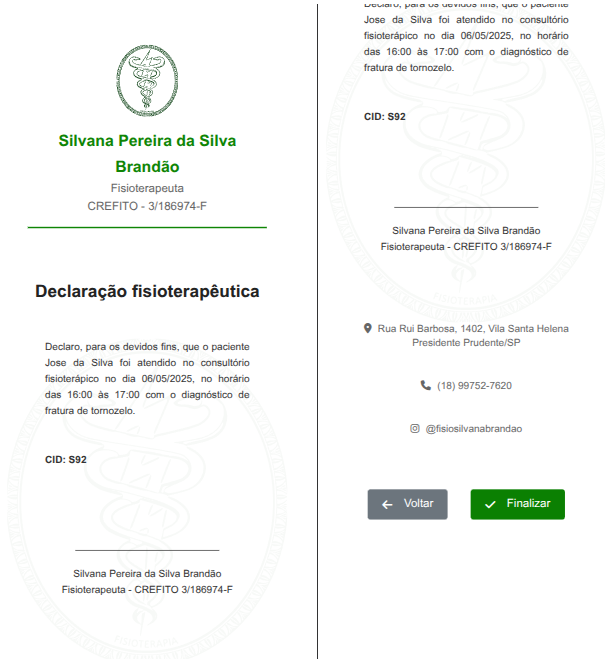 Silvana Pereira da Silva
Brandão
Fisioterapeuta
CREFITO - 3/186974-F
Declaração fisioterapêutica
Declaro, para os devidos fins, que o paciente
Jose da Silva foi atendido no consultório
fisioterápico no dia 06/05/2025, no horário
das 16:00 às 17:00 com o diagnóstico de
fratura de tornozelo.
CID: S92
Silvana Pereira da Silva Brandão
Fisioterapeuta - CREFITO 3/186974-F
FISIOTERAPIA
Declaro, para os devidos fins, que o paciente
Jose da Silva foi atendido no consultório
fisioterápico no dia 06/05/2025, no horário
das 16:00 às 17:00 com o diagnóstico de
fratura de tornozelo.
CID: S92
Silvana Pereira da Silva Brandão
Fisioterapeuta - CREFITO 3/186974-F
FISIOTERAPIA
Rua Rui Barbosa, 1402, Vila Santa Helena
Presidente Prudente/SP
(18) 99752-7620
@fisiosilvanabrandao
Voltar
Finalizar